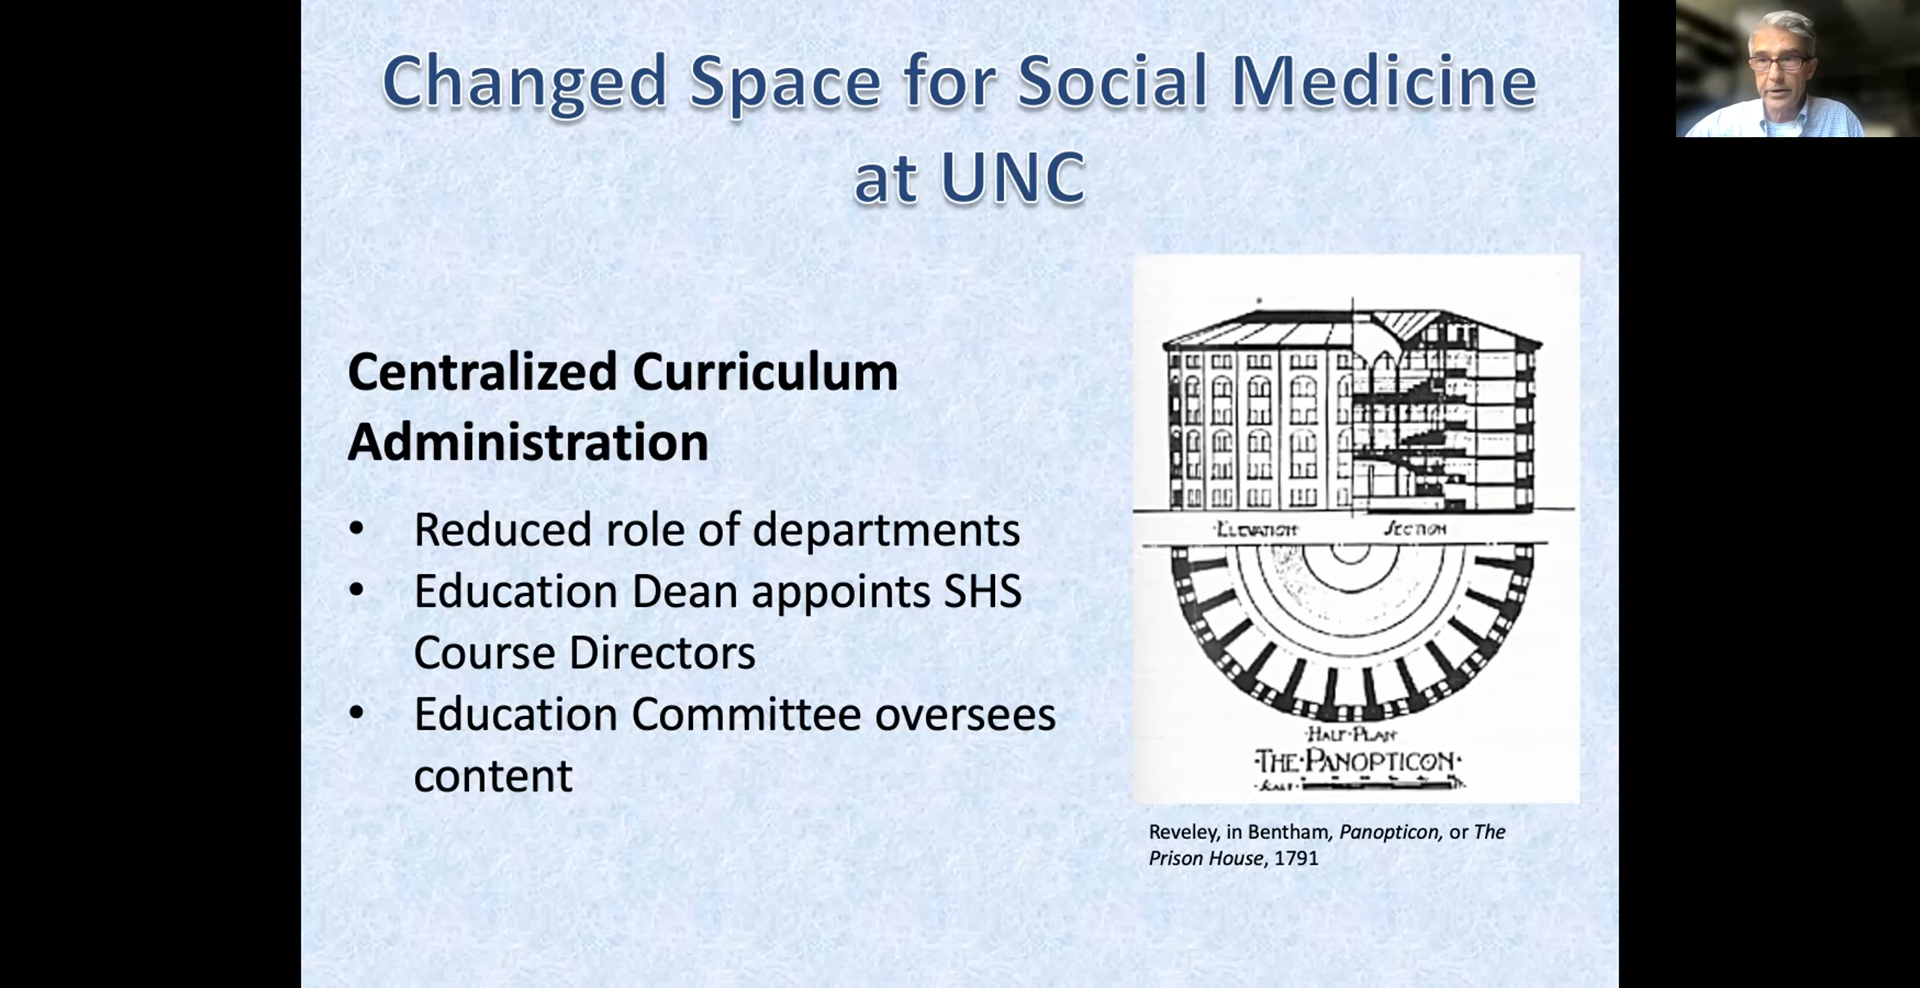 Changed Space for Social Medicine
at UNC
Centralized Curriculum
Administration
• Reduced role of departments
• Education Dean appoints SHS
Course Directors
• Education Committee oversees
content
·ELEVATION· SECTION
·HALF·PLAN·
·THE·PANOPTICON·
·SCALE·
Reveley, in Bentham, Panopticon, or The
Prison House, 1791